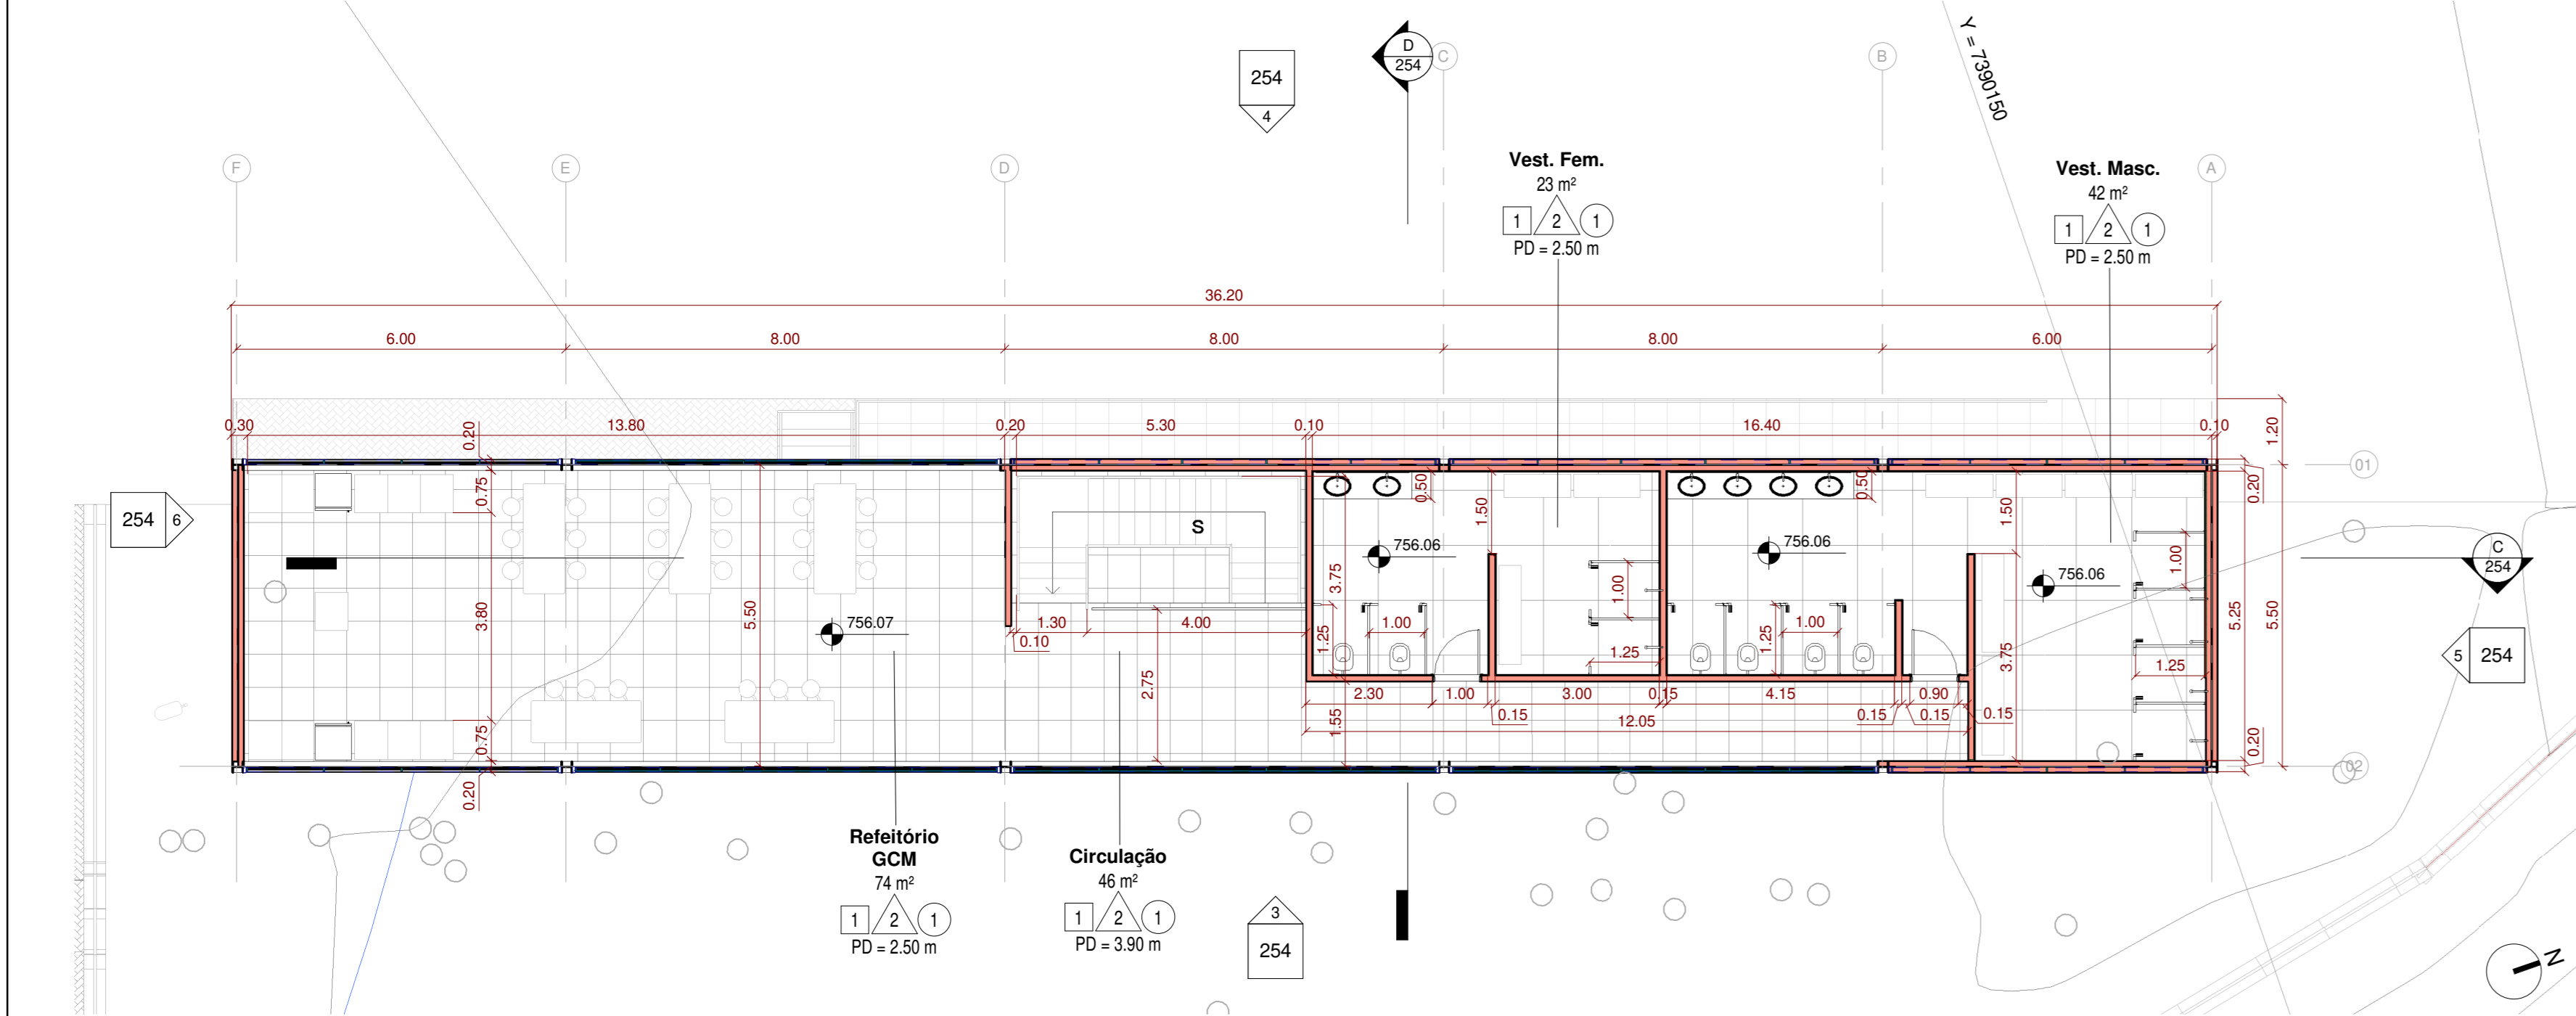 D
254
C
B
254
4
Y = 7390150
F
E
D
A
Vest. Fem.
23 m²
1 2 1
PD = 2.50 m
Vest. Masc.
42 m²
1 2 1
PD = 2.50 m
36.20
6.00 8.00 8.00 8.00 6.00
0.30 13.80 0.20 5.30 0.10 16.40 0.10
0.20
1.20
01
0.75
0.50
1.50
0.50
1.50
0.20
254 6
S
756.06
756.06
756.06
1.00
1.00
C
254
3.80
5.50
3.75
756.07
1.30 4.00
0.10
1.25
1.00
1.25
1.25
1.00
3.75
1.25
5.25
5.50
5 254
2.75
2.30 1.00 3.00 0.15 4.15 0.90
0.15 0.15 0.15 0.15
12.05
1.55
0.75
0.20
0.20
02
Refeitório
GCM
74 m²
1 2 1
PD = 2.50 m
Circulação
46 m²
1 2 1
PD = 3.90 m
3
254
N